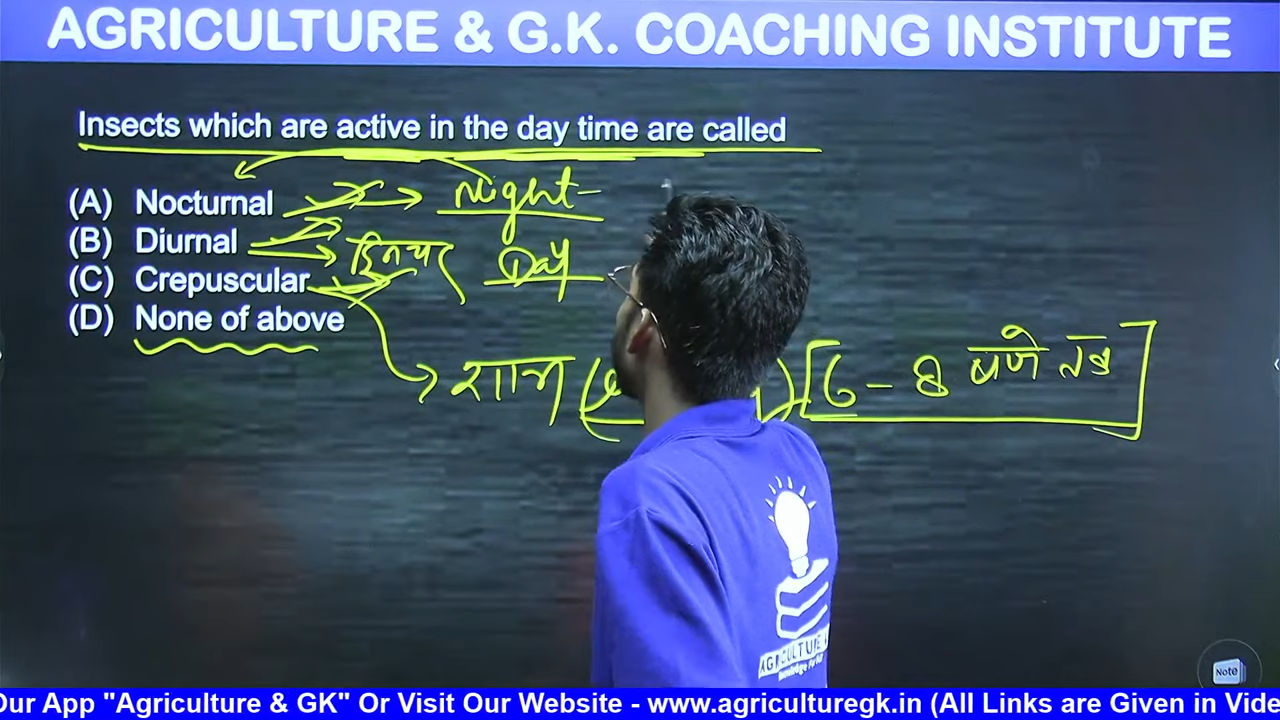 AGRICULTURE & G.K. COACHING INSTITUTE
Insects which are active in the day time are called
(A) Nocturnal Night
(B) Diurnal दिनचर Day
(C) Crepuscular
(D) None of above
शाम 6 - 8 बजे तक
AGRICULTURE
Note
Our App "Agriculture & GK" Or Visit Our Website - www.agriculturegk.in (All Links are Given in Vide